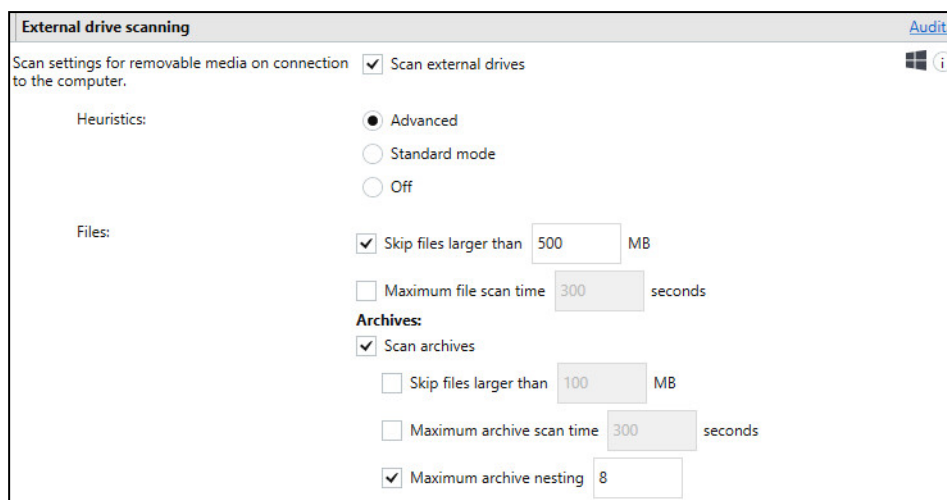 External drive scanning Audit
Scan settings for removable media on connection Scan external drives
to the computer.
Heuristics: Advanced
Standard mode
Off
Files: Skip files larger than 500 MB
Maximum file scan time 300 seconds
Archives:
Scan archives
Skip files larger than 100 MB
Maximum archive scan time 300 seconds
Maximum archive nesting 8